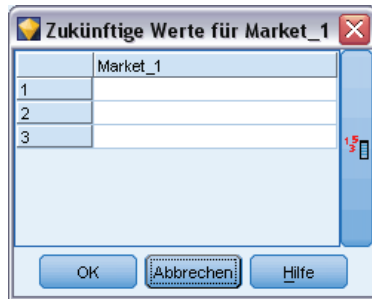 Zukünftige Werte für Market_1
Market_1
1
2
3
OK Abbrechen Hilfe